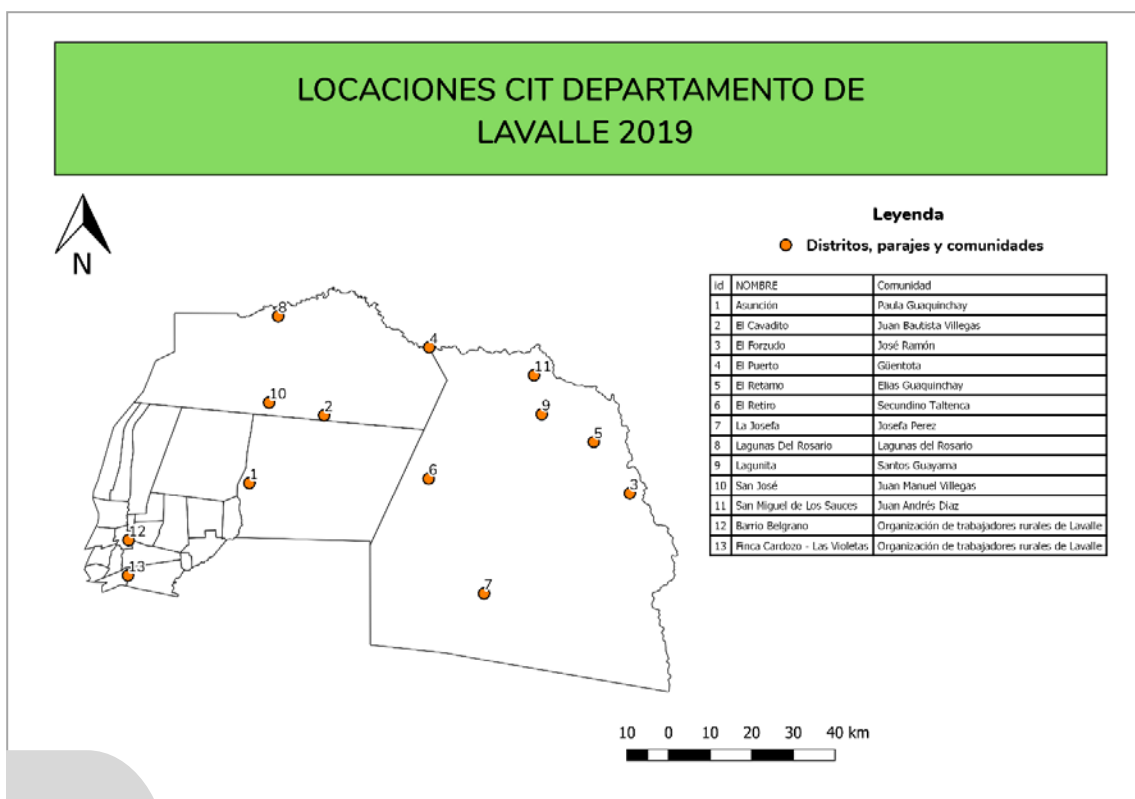 LOCACIONES CIT DEPARTAMENTO DE
LAVALLE 2019
N
Leyenda
Distritos, parajes y comunidades
id NOMBRE Comunidad
1 Asunción Paula Guaquinchay
2 El Cavadito Juan Bautista Villegas
3 El Forzudo José Ramón
4 El Puerto Güentota
5 El Retamo Elias Guaquinchay
6 El Retiro Secundino Taltenca
7 La Josefa Josefa Perez
8 Lagunas Del Rosario Lagunas del Rosario
9 Lagunita Santos Guayama
10 San José Juan Manuel Villegas
11 San Miguel de Los Sauces Juan Andrés Diaz
12 Barrio Belgrano Organización de trabajadores rurales de Lavalle
13 Finca Cardozo - Las Violetas Organización de trabajadores rurales de Lavalle
8
4
11
10
2
9
5
1
6
3
12
13
7
10 0 10 20 30 40 km